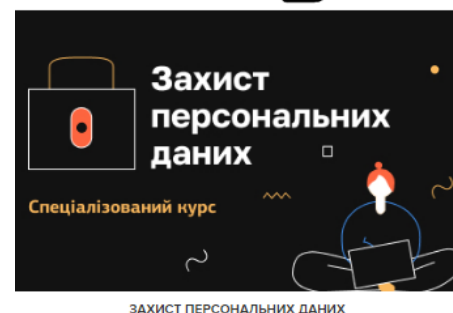 Захист
персональних
даних
Спеціалізований курс
ЗАХИСТ ПЕРСОНАЛЬНИХ ДАНИХ